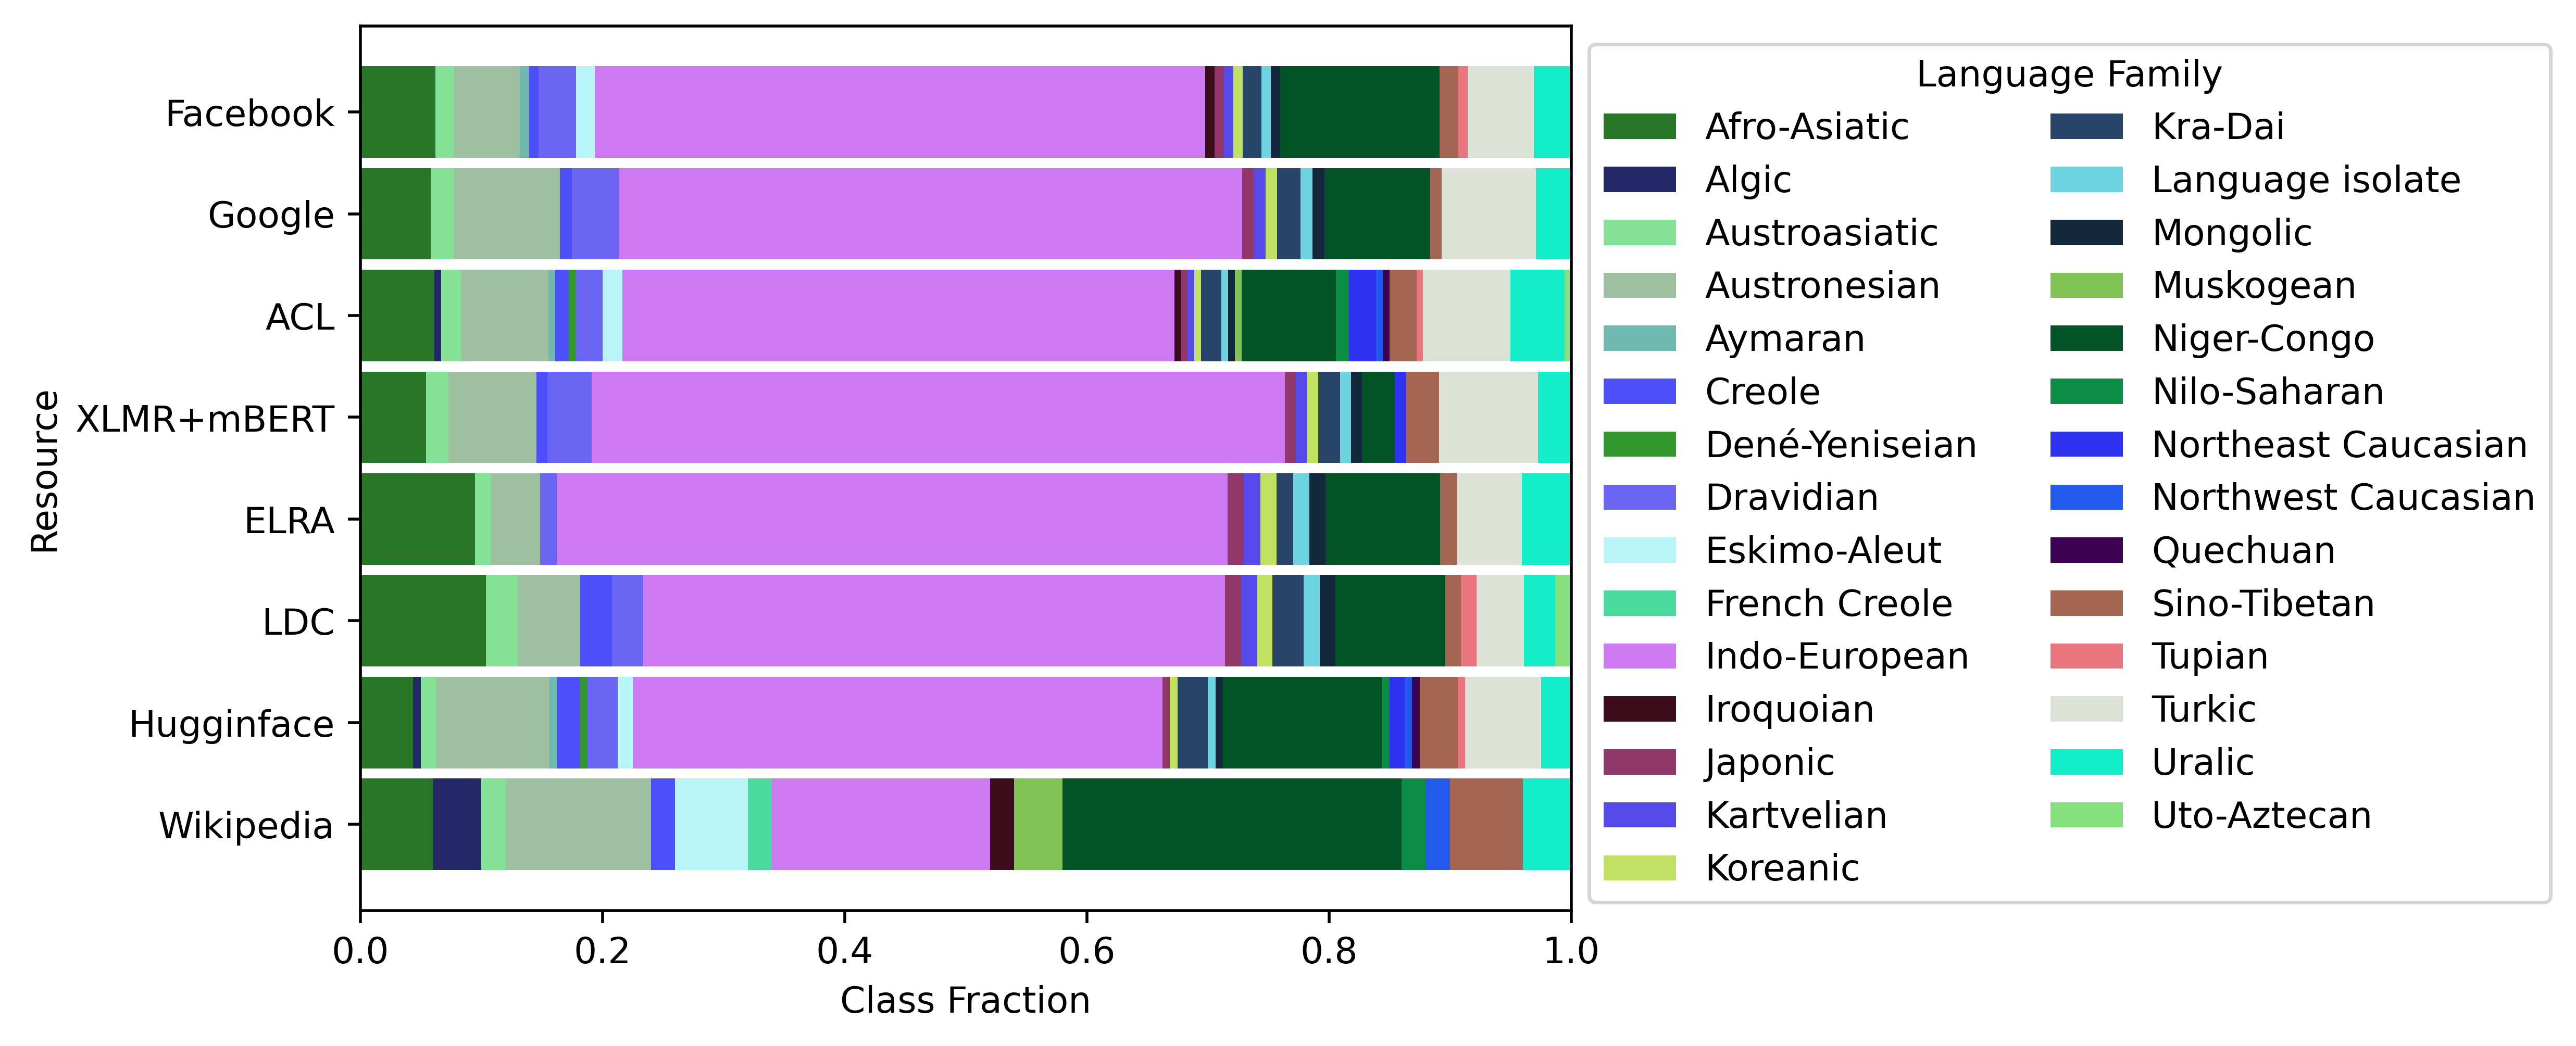 Resource
Facebook
Google
ACL
XLMR+mBERT
ELRA
LDC
Hugginface
Wikipedia
0.0 0.2 0.4 0.6 0.8 1.0
Class Fraction
Language Family
Afro-Asiatic
Algic
Austroasiatic
Austronesian
Aymaran
Creole
Dené-Yeniseian
Dravidian
Eskimo-Aleut
French Creole
Indo-European
Iroquoian
Japonic
Kartvelian
Koreanic
Kra-Dai
Language isolate
Mongolic
Muskogean
Niger-Congo
Nilo-Saharan
Northeast Caucasian
Northwest Caucasian
Quechuan
Sino-Tibetan
Tupian
Turkic
Uralic
Uto-Aztecan